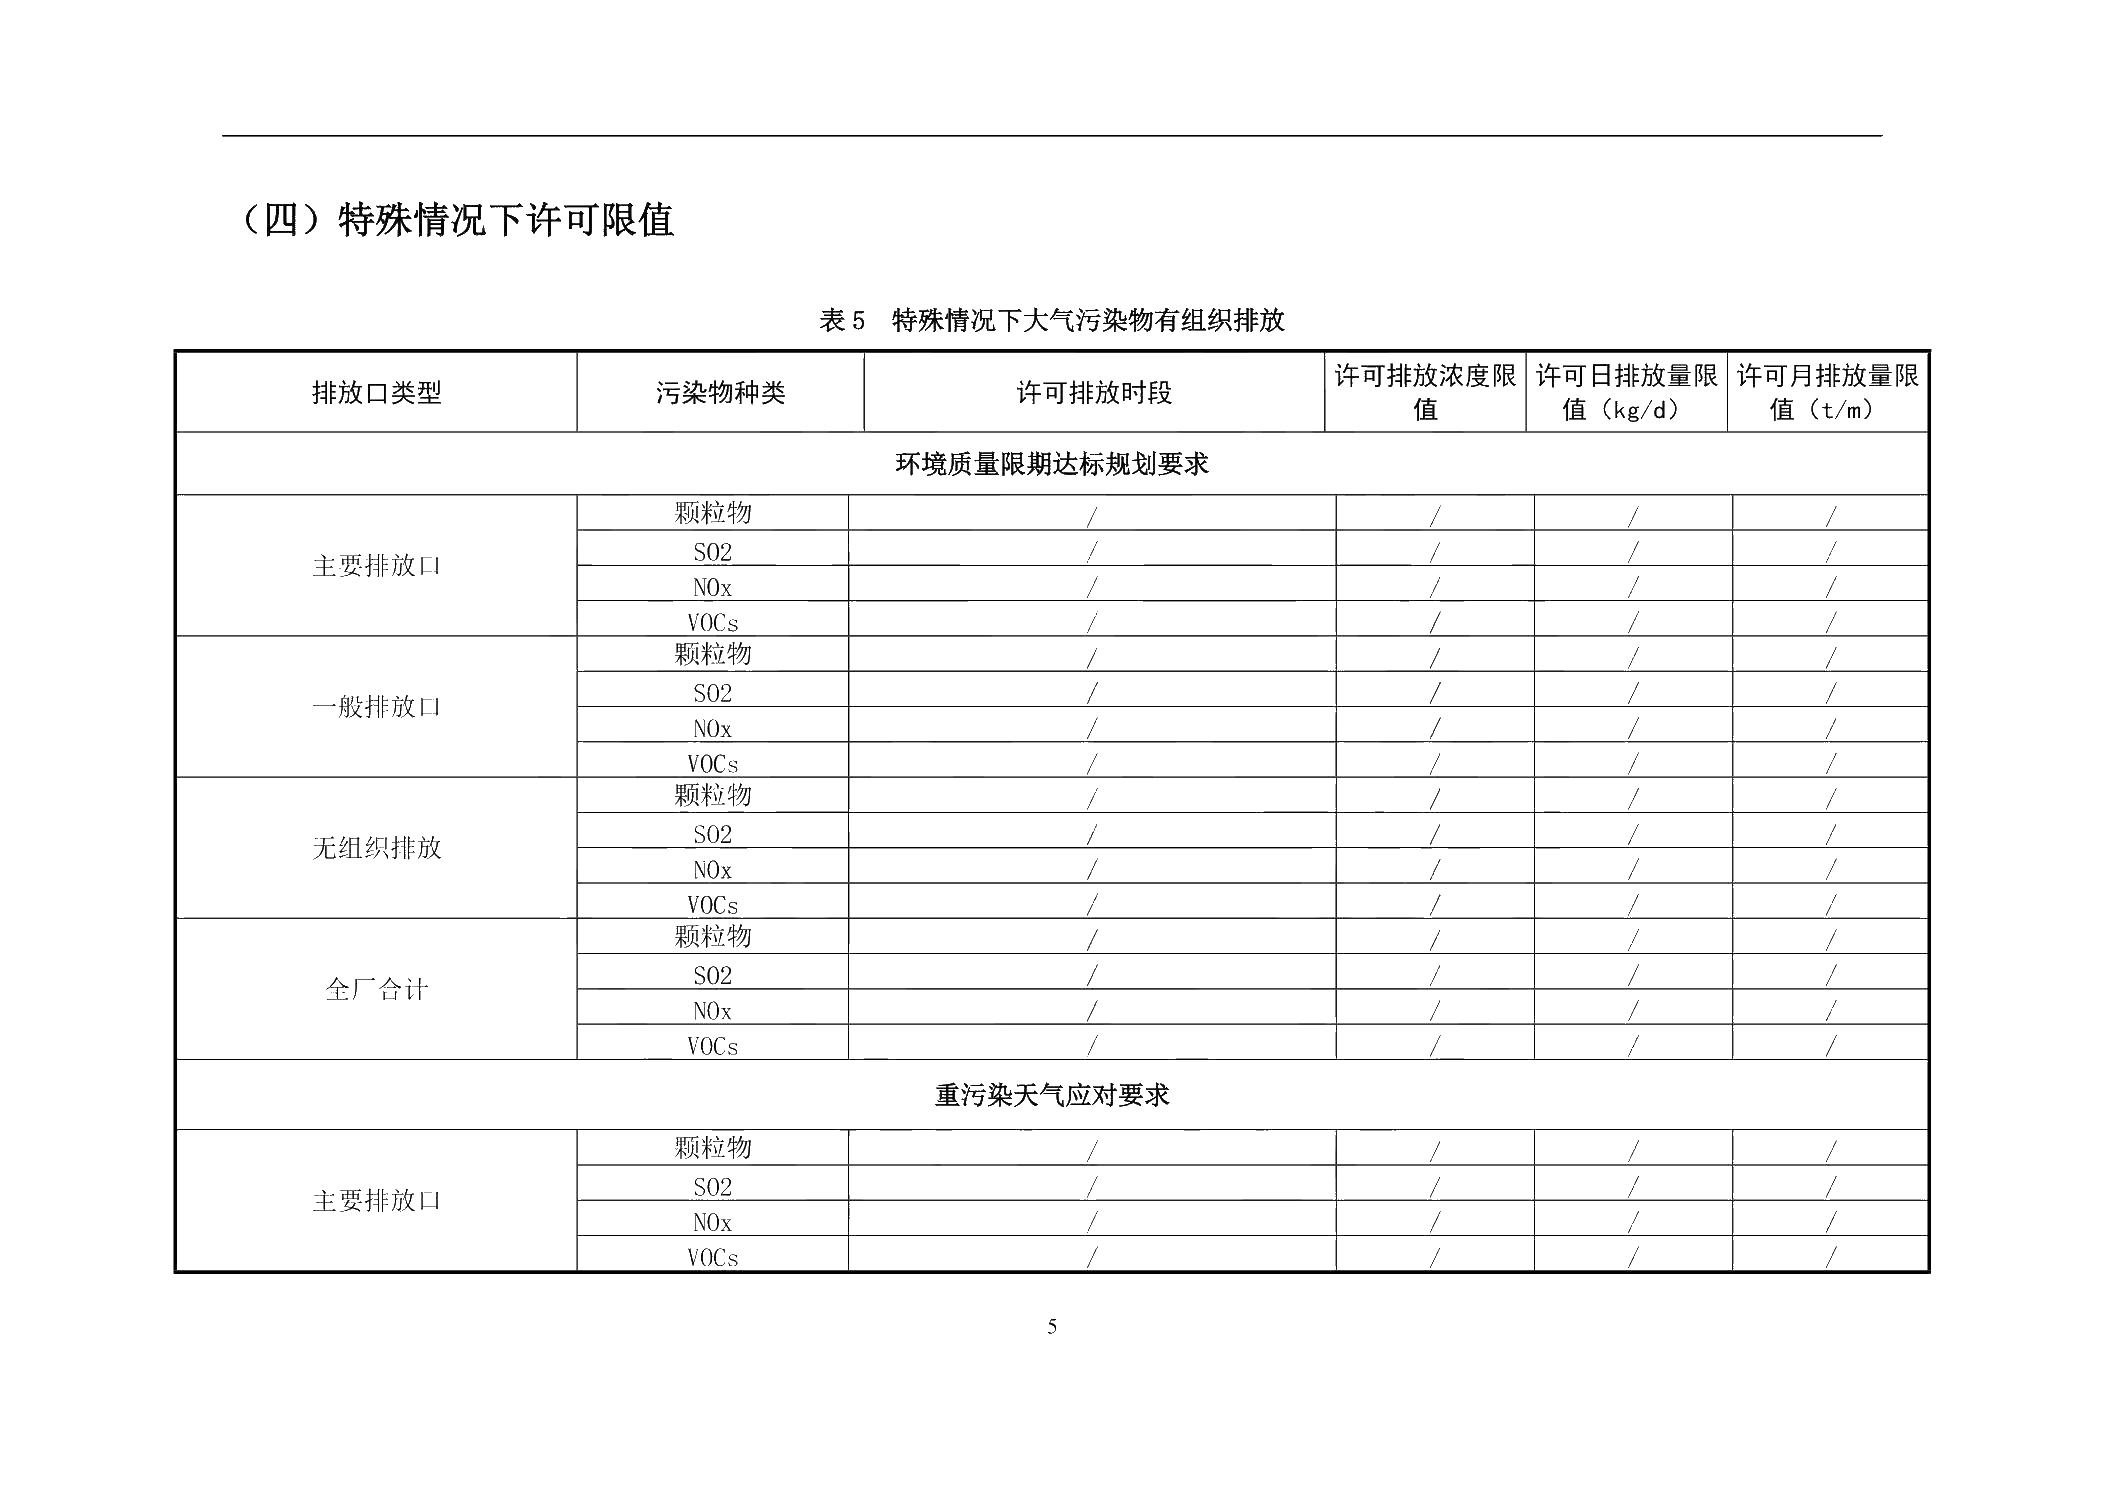 （四）特殊情况下许可限值
表 5 特殊情况下大气污染物有组织排放
排放口类型 污染物种类 许可排放时段 许可排放浓度限值 许可日排放量限值（kg/d） 许可月排放量限值（t/m）
环境质量限期达标规划要求
主要排放口 颗粒物 / / / /
SO2 / / / /
NOx / / / /
VOCs / / / /
一般排放口 颗粒物 / / / /
SO2 / / / /
NOx / / / /
VOCs / / / /
无组织排放 颗粒物 / / / /
SO2 / / / /
NOx / / / /
VOCs / / / /
全厂合计 颗粒物 / / / /
SO2 / / / /
NOx / / / /
VOCs / / / /
重污染天气应对要求
主要排放口 颗粒物 / / / /
SO2 / / / /
NOx / / / /
VOCs / / / /
5